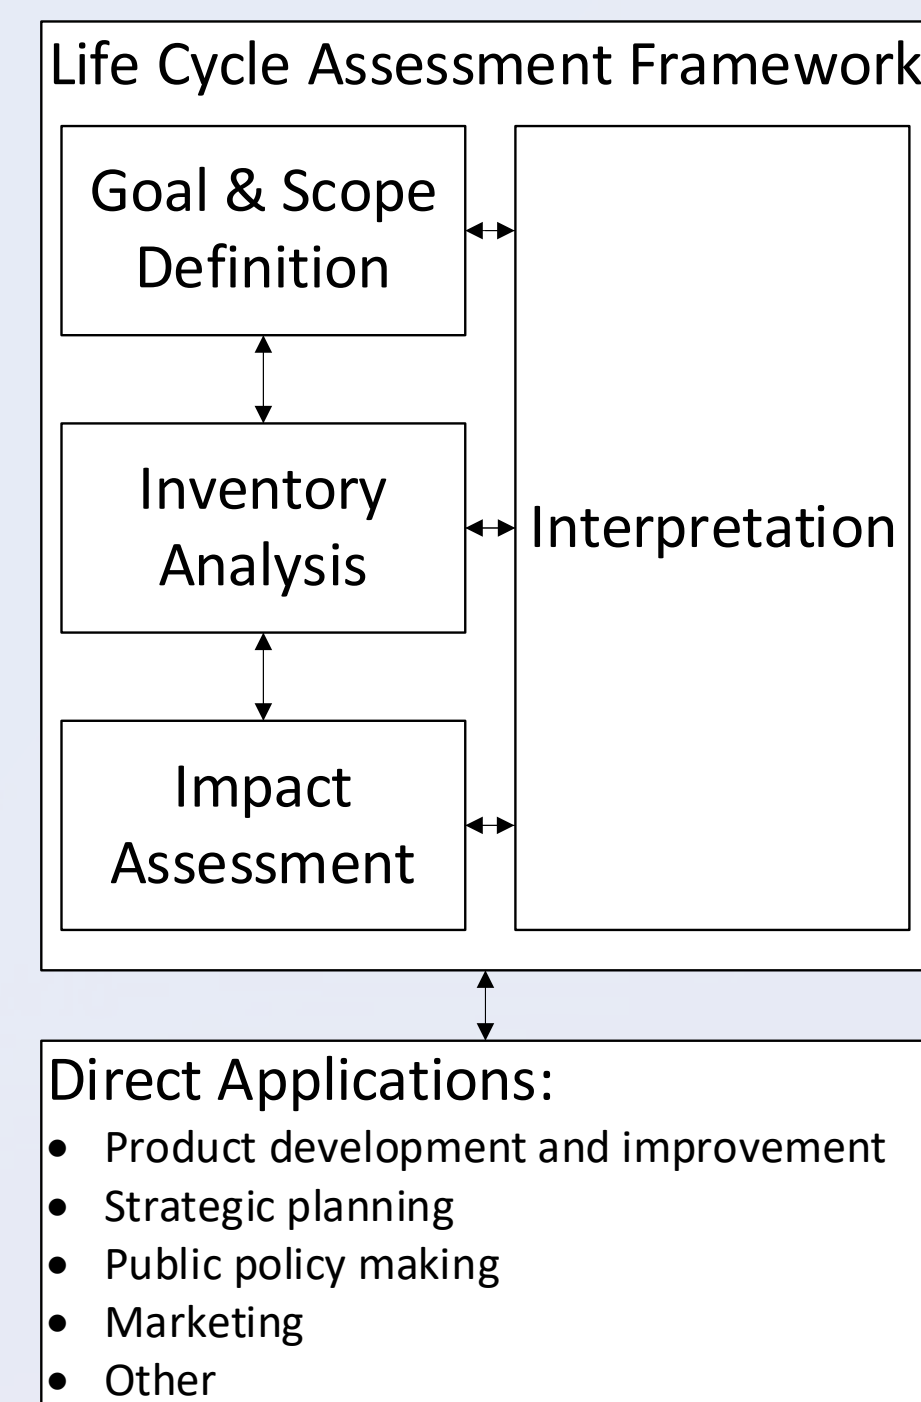 Life Cycle Assessment Framework
Goal & Scope
Definition
Inventory
Analysis
Impact
Assessment
Interpretation
Direct Applications:
• Product development and improvement
• Strategic planning
• Public policy making
• Marketing
• Other